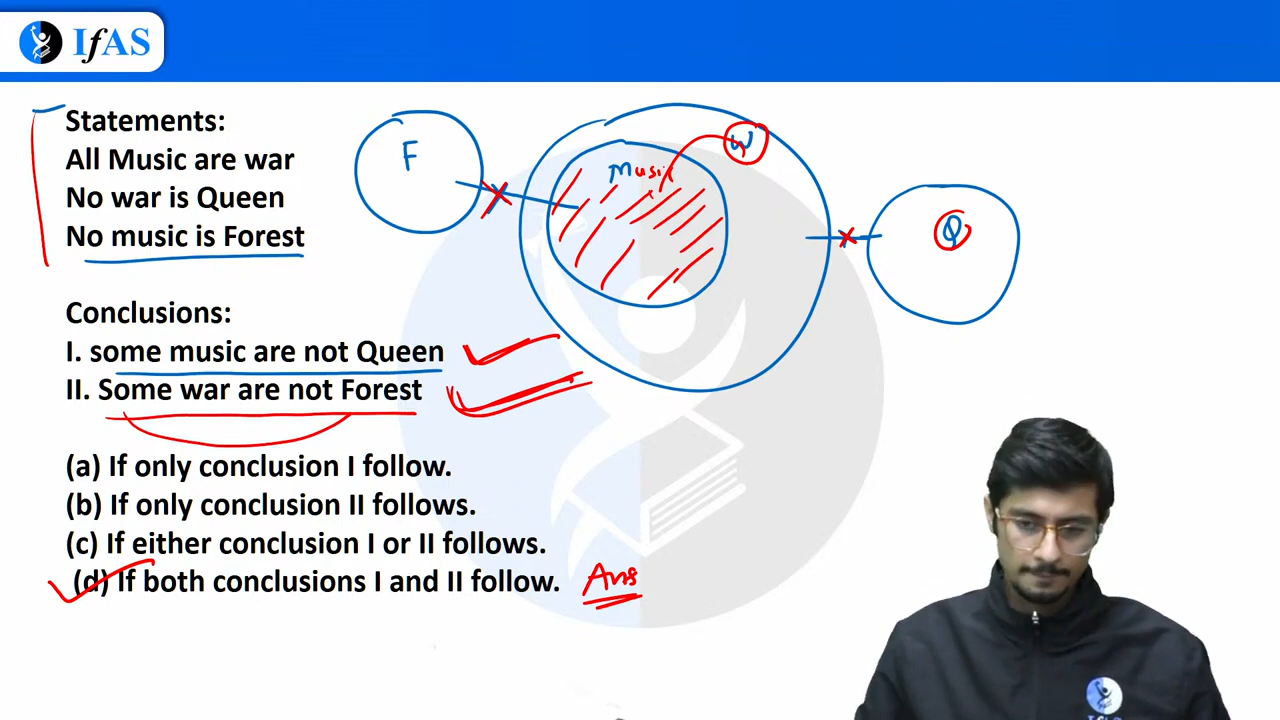 IfAS
Statements:
All Music are war
No war is Queen
No music is Forest
Conclusions:
I. some music are not Queen
II. Some war are not Forest
(a) If only conclusion I follow.
(b) If only conclusion II follows.
(c) If either conclusion I or II follows.
(d) If both conclusions I and II follow. Ans
F
Music
W
Q
IfAS